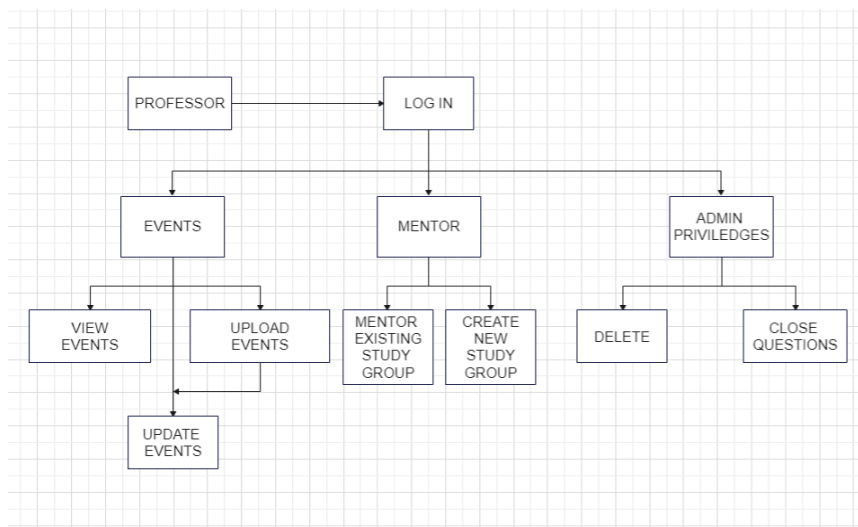 PROFESSOR
LOG IN
EVENTS
MENTOR
ADMIN
PRIVILEDGES
VIEW
EVENTS
UPLOAD
EVENTS
MENTOR
EXISTING
STUDY
GROUP
CREATE
NEW
STUDY
GROUP
DELETE
CLOSE
QUESTIONS
UPDATE
EVENTS